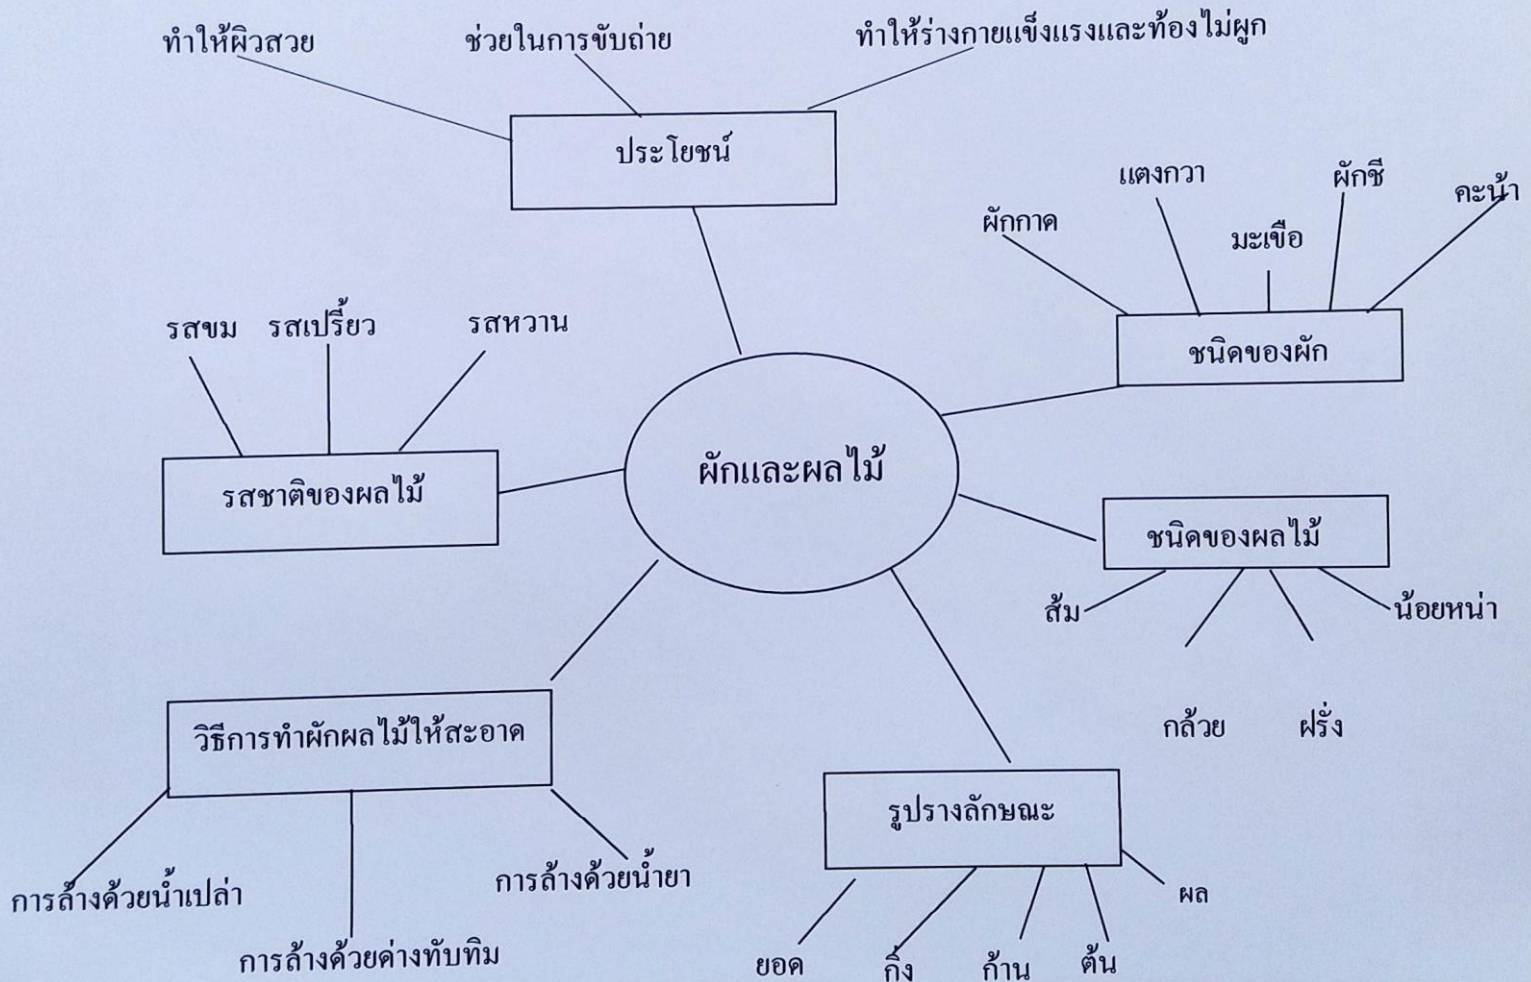 ทำให้ผิวสวย
ช่วยในการขับถ่าย
ทำให้ร่างกายแข็งแรงและท้องไม่ผูก
ประโยชน์
ผักกาด
แตงกวา
มะเขือ
ผักชี
คะน้า
ชนิดของผัก
รสขม
รสเปรี้ยว
รสหวาน
รสชาติของผลไม้
ผักและผลไม้
ชนิดของผลไม้
ส้ม
กล้วย
ฝรั่ง
น้อยหน่า
วิธีการทำผักผลไม้ให้สะอาด
การล้างด้วยน้ำเปล่า
การล้างด้วยด่างทับทิม
การล้างด้วยน้ำยา
รูปรางลักษณะ
ยอด
กิ่ง
ก้าน
ต้น
ผล